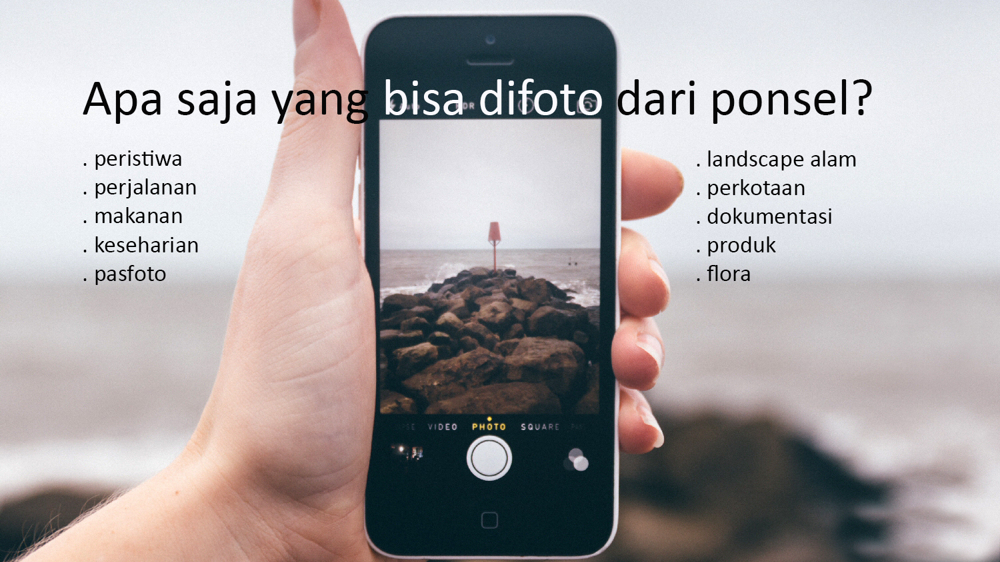 Apa saja yang bisa difoto dari ponsel?
. peristiwa
. perjalanan
. makanan
. keseharian
. pasfoto
. landscape alam
. perkotaan
. dokumentasi
. produk
. flora
VIDEO PHOTO SQUARE